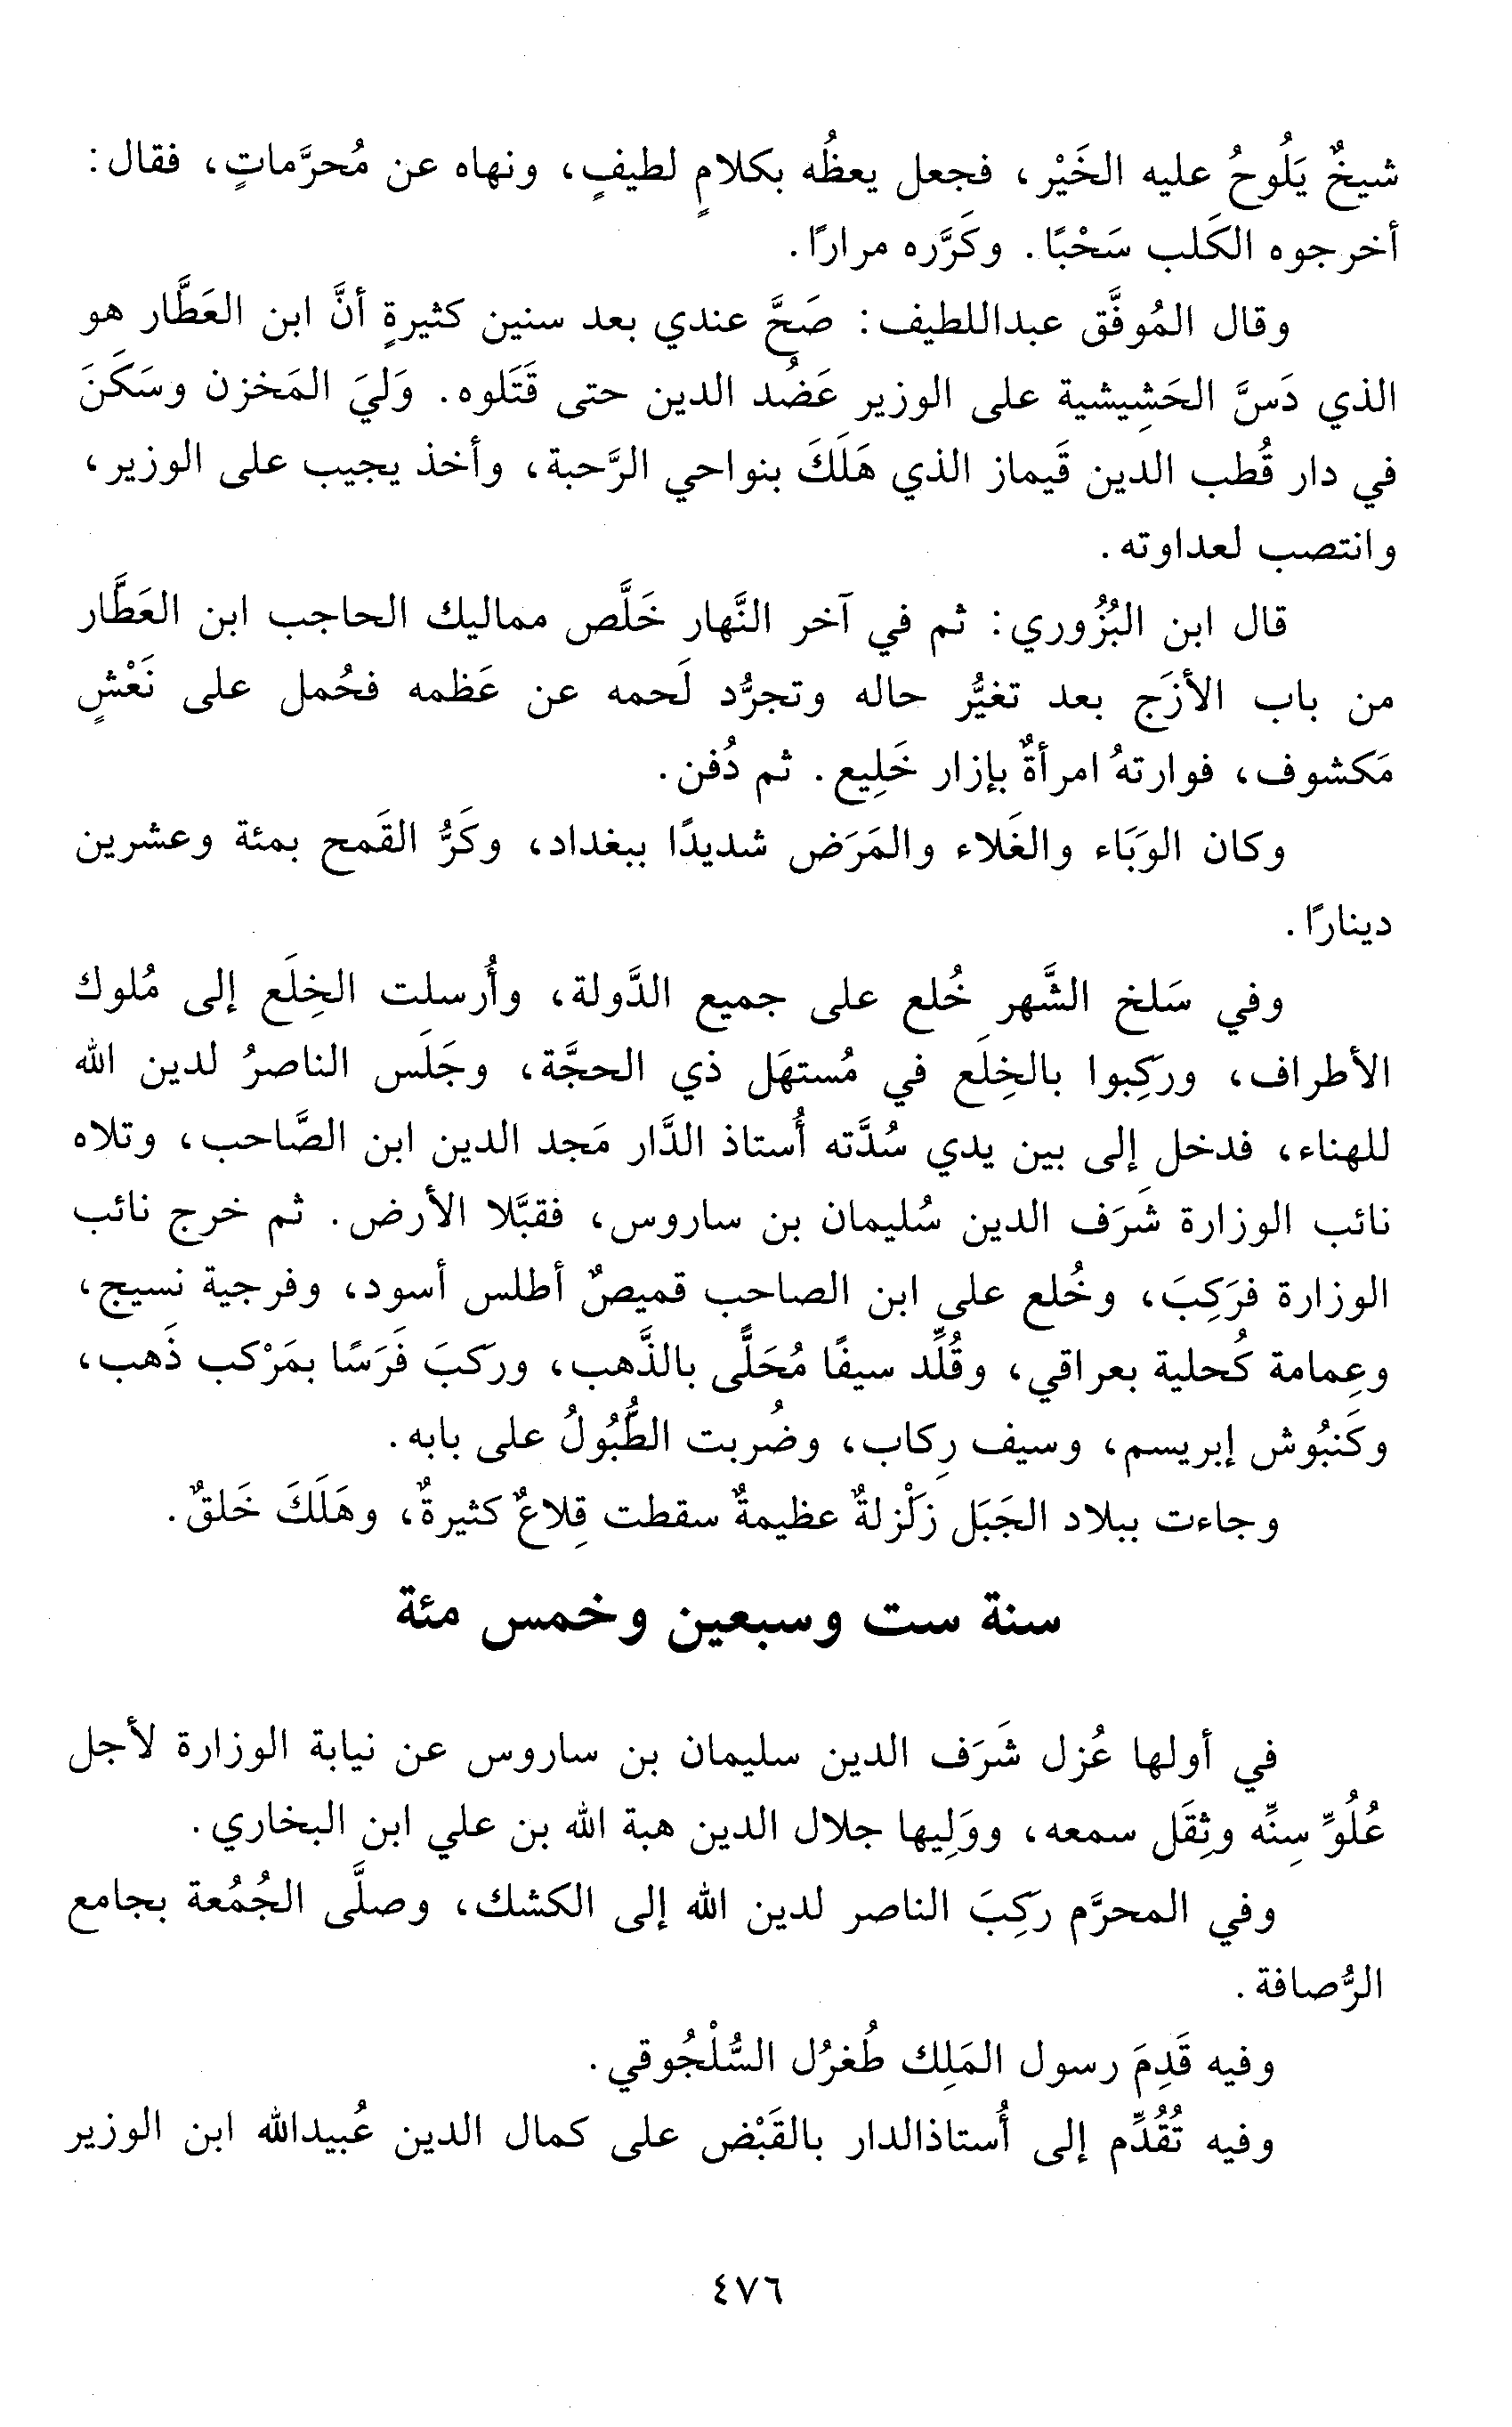 شيخٌ يَلُوحُ عليه الخَيْر، فجعل يعظُه بكلامٍ لطيفٍ، ونهاه عن مُحرَّماتٍ، فقال:
أخرجوه الكَلب سَحْبًا. وكَرَّره مرارًا.
وقال المُوفَّق عبداللطيف: صَحَّ عندي بعد سنين كثيرةٍ أنَّ ابن العَطَّار هو
الذي دَسَّ الحَشِيشية على الوزير عَضُد الدين حتى قَتَلوه. وَليَ المَخزن وسَكَنَ
في دار قُطب الدين قَيماز الذي هَلَكَ بنواحي الرَّحبة، وأخذ يجيب على الوزير،
وانتصب لعداوته.
قال ابن البُزُوري: ثم في آخر النَّهار خَلَّص مماليك الحاجب ابن العَطَّار
من باب الأزَج بعد تغيُّر حاله وتجرُّد لَحمه عن عَظمه فحُمل على نَعْشٍ
مَكشوف، فوارتهُ امرأةٌ بإزار خَلِيع. ثم دُفن.
وكان الوَبَاء والغَلاء والمَرَض شديدًا ببغداد، وكَرُّ القَمح بمئة وعشرين
دينارًا.
وفي سَلخ الشَّهر خُلع على جميع الدَّولة، وأُرسلت الخِلَع إلى مُلوك
الأطراف، وركِبوا بالخِلَع في مُستهَل ذي الحجَّة، وجَلَس الناصرُ لدين الله
للهناء، فدخل إلى بين يدي سُدَّته أُستاذ الدَّار مَجد الدين ابن الصَّاحب، وتلاه
نائب الوزارة شَرَف الدين سُليمان بن ساروس، فقبَّلا الأرض. ثم خرج نائب
الوزارة فرَكِبَ، وخُلع على ابن الصاحب قميصٌ أطلس أسود، وفرجية نسيج،
وعِمامة كُحلية بعراقي، وقُلِّد سيفًا مُحَلًّى بالذَّهب، وركبَ فَرَسًا بمَرْكب ذَهب،
وكَنبُوش إبريسم، وسيف رِكاب، وضُربت الطُّبُولُ على بابه.
وجاءت ببلاد الجَبَل زَلْزلةٌ عظيمةٌ سقطت قِلاعٌ كثيرةٌ، وهَلَكَ خَلقٌ.
سنة ست وسبعين وخمس مئة
في أولها عُزل شَرَف الدين سليمان بن ساروس عن نيابة الوزارة لأجل
عُلُوِّ سِنِّه وثِقَل سمعه، ووَلِيها جلال الدين هبة الله بن علي ابن البخاري.
وفي المحرَّم رَكِبَ الناصر لدين الله إلى الكشك، وصلَّى الجُمُعة بجامع
الرُّصافة.
وفيه قَدِمَ رسول المَلِك طُغرُل السُّلْجُوقي.
وفيه تُقُدِّم إلى أُستاذالدار بالقَبْض على كمال الدين عُبيدالله ابن الوزير
٤٧٦